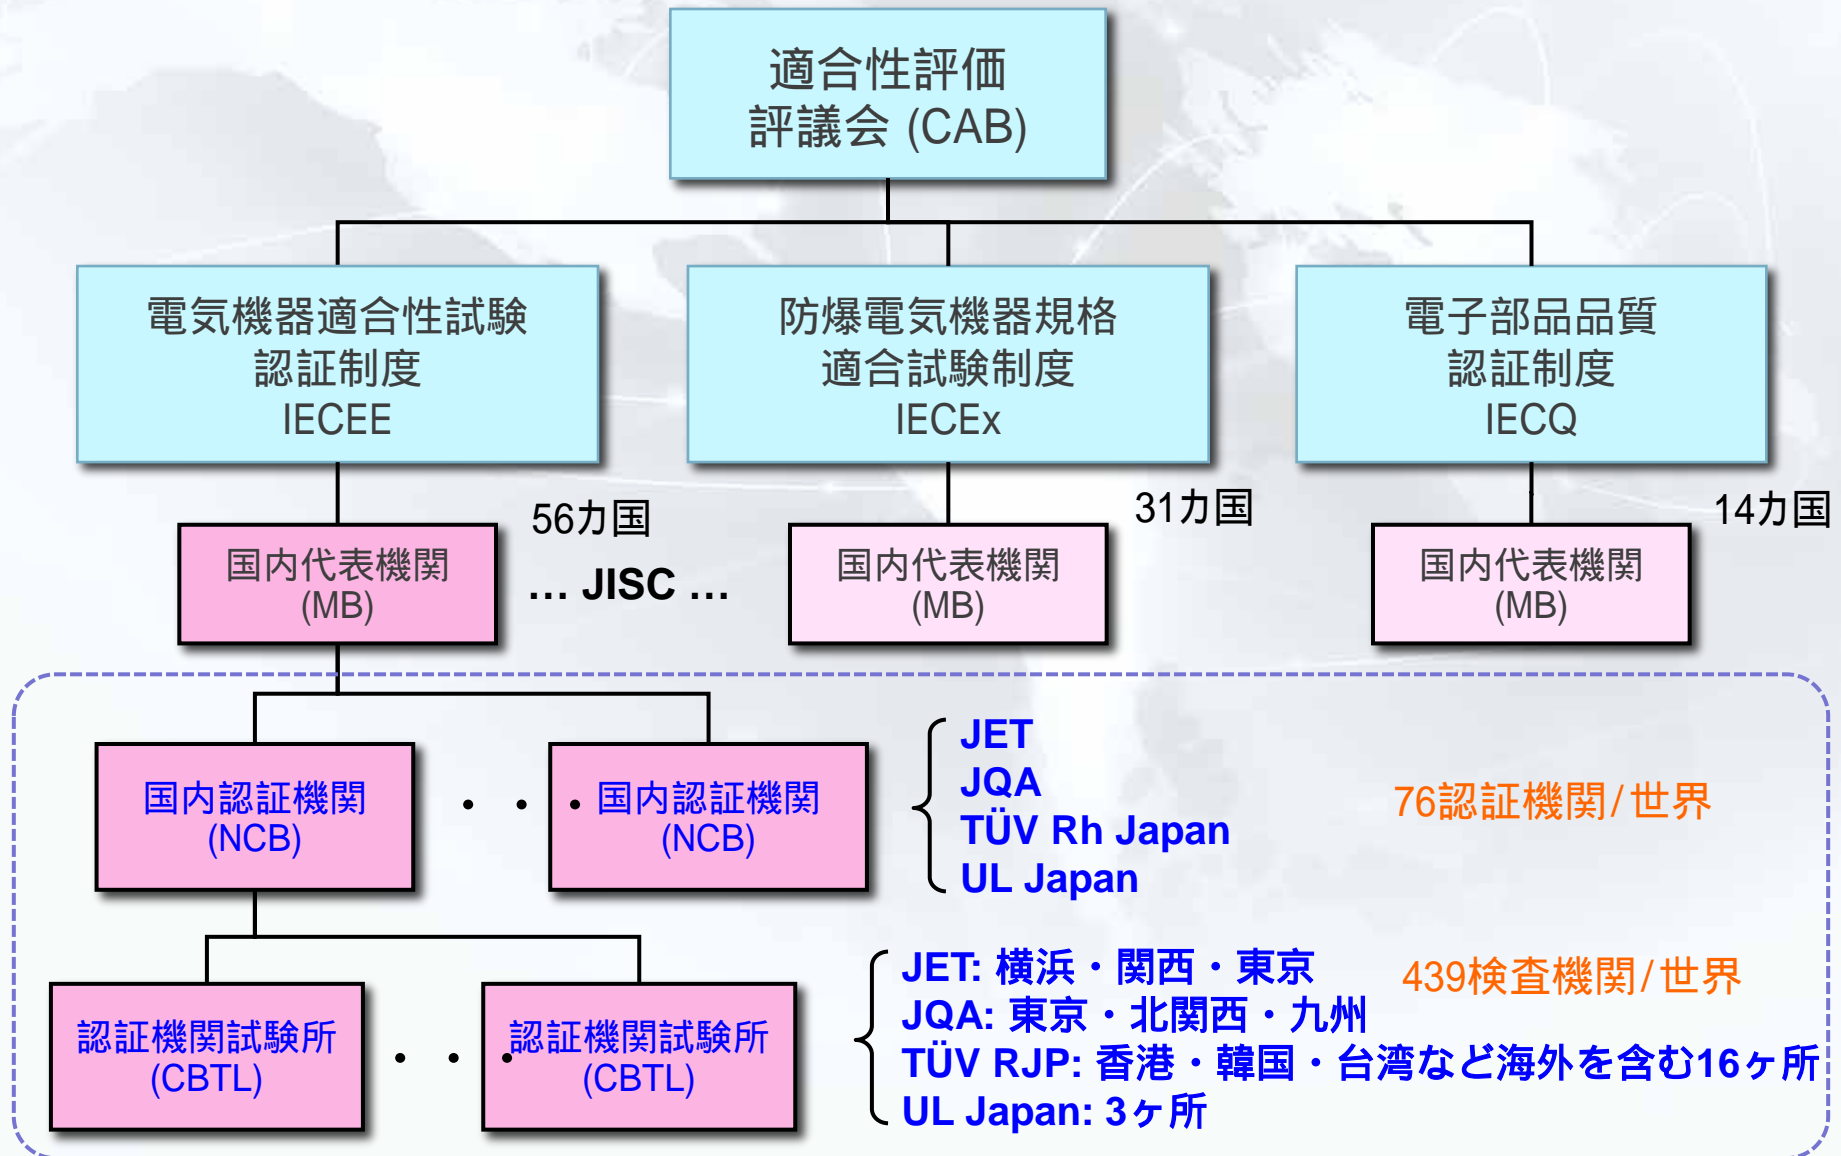 適合性評価
評議会 (CAB)
電気機器適合性試験
認証制度
IECEE
防爆電気機器規格
適合試験制度
IECEx
電子部品品質
認証制度
IECQ
56カ国
31カ国
14カ国
国内代表機関
(MB)
… JISC …
国内代表機関
(MB)
国内代表機関
(MB)
国内認証機関
(NCB)
・・・
国内認証機関
(NCB)
JET
JQA
TÜV Rh Japan
UL Japan
76認証機関/世界
認証機関試験所
(CBTL)
・・・
認証機関試験所
(CBTL)
JET: 横浜・関西・東京
JQA: 東京・北関西・九州
TÜV RJP: 香港・韓国・台湾など海外を含む16ヶ所
UL Japan: 3ヶ所
439検査機関/世界